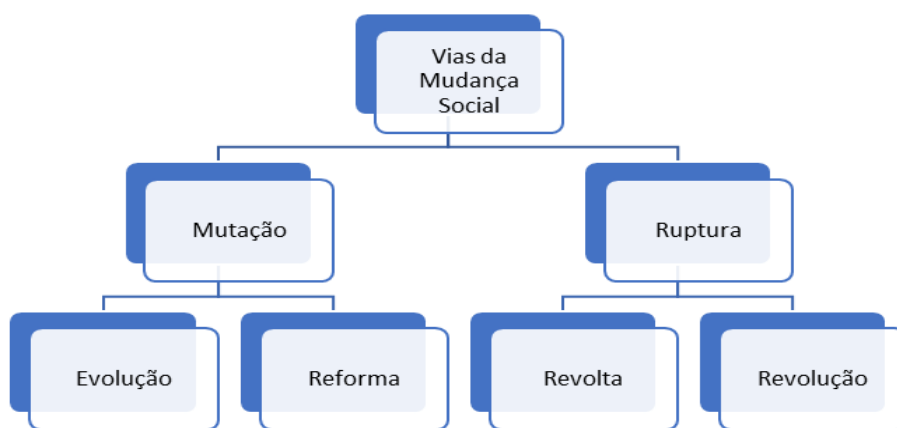 Vias da
Mudança
Social
Mutação
Ruptura
Evolução
Reforma
Revolta
Revolução